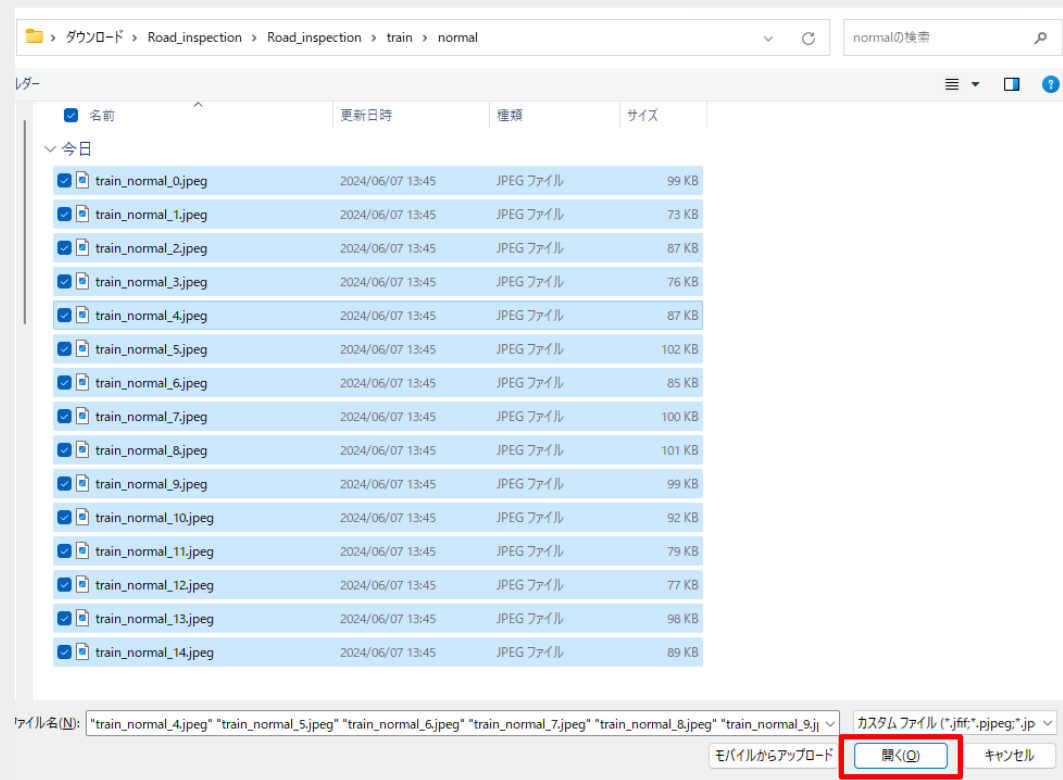 ダウンロード > Road_inspection > Road_inspection > train > normal
normalの検索
ルダー
名前 更新日時 種類 サイズ
今日
train_normal_0.jpeg 2024/06/07 13:45 JPEG ファイル 99 KB
train_normal_1.jpeg 2024/06/07 13:45 JPEG ファイル 73 KB
train_normal_2.jpeg 2024/06/07 13:45 JPEG ファイル 87 KB
train_normal_3.jpeg 2024/06/07 13:45 JPEG ファイル 76 KB
train_normal_4.jpeg 2024/06/07 13:45 JPEG ファイル 87 KB
train_normal_5.jpeg 2024/06/07 13:45 JPEG ファイル 102 KB
train_normal_6.jpeg 2024/06/07 13:45 JPEG ファイル 85 KB
train_normal_7.jpeg 2024/06/07 13:45 JPEG ファイル 100 KB
train_normal_8.jpeg 2024/06/07 13:45 JPEG ファイル 101 KB
train_normal_9.jpeg 2024/06/07 13:45 JPEG ファイル 99 KB
train_normal_10.jpeg 2024/06/07 13:45 JPEG ファイル 92 KB
train_normal_11.jpeg 2024/06/07 13:45 JPEG ファイル 79 KB
train_normal_12.jpeg 2024/06/07 13:45 JPEG ファイル 77 KB
train_normal_13.jpeg 2024/06/07 13:45 JPEG ファイル 98 KB
train_normal_14.jpeg 2024/06/07 13:45 JPEG ファイル 89 KB
ファイル名(N): "train_normal_4.jpeg" "train_normal_5.jpeg" "train_normal_6.jpeg" "train_normal_7.jpeg" "train_normal_8.jpeg" "train_normal_9.j カスタム ファイル (*.jfif;*.pjpeg;*.jp
モバイルからアップロード 開く(O) キャンセル